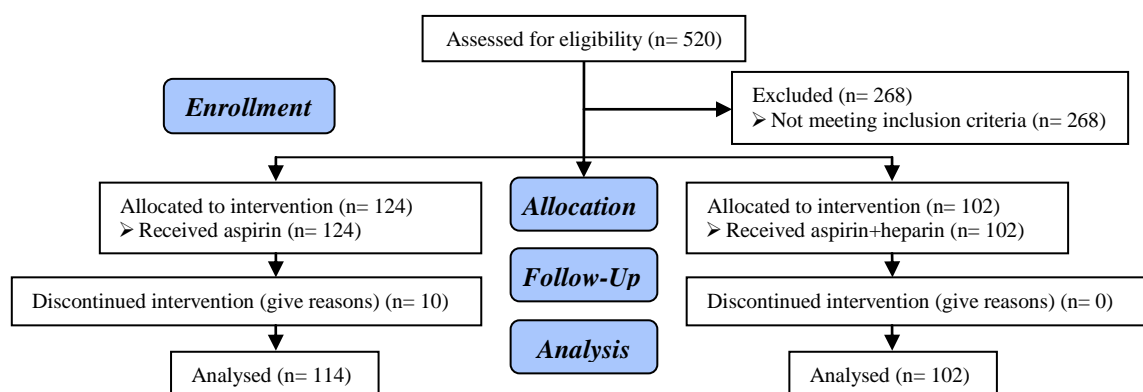 Assessed for eligibility (n= 520)
Enrollment
Excluded (n= 268)
➢ Not meeting inclusion criteria (n= 268)
Allocated to intervention (n= 124)
➢ Received aspirin (n= 124)
Allocation
Allocated to intervention (n= 102)
➢ Received aspirin+heparin (n= 102)
Discontinued intervention (give reasons) (n= 10)
Follow-Up
Discontinued intervention (give reasons) (n= 0)
Analysed (n= 114)
Analysis
Analysed (n= 102)